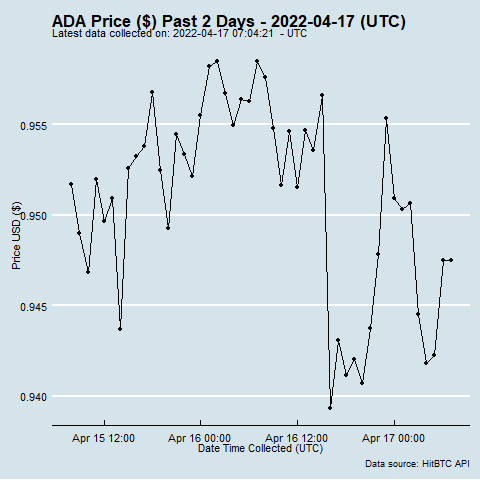 ADA Price ($) Past 2 Days - 2022-04-17 (UTC)
Latest data collected on: 2022-04-17 07:04:21  - UTC
0.955
0.950
0.945
0.940
Price USD ($)
Apr 15 12:00 Apr 16 00:00 Apr 16 12:00 Apr 17 00:00
Date Time Collected (UTC)
Data source: HitBTC API